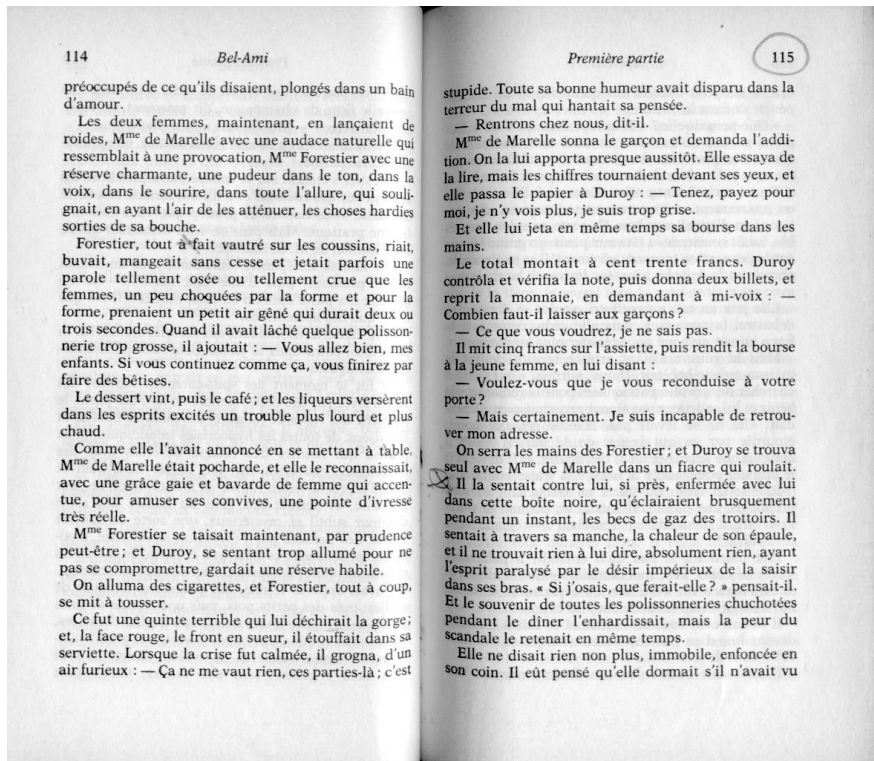 114 Bel-Ami
préoccupés de ce qu'ils disaient, plongés dans un bain
d'amour.
Les deux femmes, maintenant, en lançaient de
roides, Mme de Marelle avec une audace naturelle qui
ressemblait à une provocation, Mme Forestier avec une
réserve charmante, une pudeur dans le ton, dans la
voix, dans le sourire, dans toute l'allure, qui souli-
gnait, en ayant l'air de les atténuer, les choses hardies
sorties de sa bouche.
Forestier, tout à fait vautré sur les coussins, riait,
buvait, mangeait sans cesse et jetait parfois une
parole tellement osée ou tellement crue que les
femmes, un peu choquées par la forme et pour la
forme, prenaient un petit air gêné qui durait deux ou
trois secondes. Quand il avait lâché quelque polisson-
nerie trop grosse, il ajoutait : — Vous allez bien, mes
enfants. Si vous continuez comme ça, vous finirez par
faire des bêtises.
Le dessert vint, puis le café ; et les liqueurs versèrent
dans les esprits excités un trouble plus lourd et plus
chaud.
Comme elle l'avait annoncé en se mettant à table,
Mme de Marelle était pocharde, et elle le reconnaissait,
avec une grâce gaie et bavarde de femme qui accen-
tue, pour amuser ses convives, une pointe d'ivresse
très réelle.
Mme Forestier se taisait maintenant, par prudence
peut-être ; et Duroy, se sentant trop allumé pour ne
pas se compromettre, gardait une réserve habile.
On alluma des cigarettes, et Forestier, tout à coup,
se mit à tousser.
Ce fut une quinte terrible qui lui déchirait la gorge ;
et, la face rouge, le front en sueur, il étouffait dans sa
serviette. Lorsque la crise fut calmée, il grogna, d'un
air furieux : — Ça ne me vaut rien, ces parties-là ; c'est
Première partie 115
stupide. Toute sa bonne humeur avait disparu dans la
terreur du mal qui hantait sa pensée.
— Rentrons chez nous, dit-il.
Mme de Marelle sonna le garçon et demanda l'addi-
tion. On la lui apporta presque aussitôt. Elle essaya de
la lire, mais les chiffres tournaient devant ses yeux, et
elle passa le papier à Duroy : — Tenez, payez pour
moi, je n'y vois plus, je suis trop grise.
Et elle lui jeta en même temps sa bourse dans les
mains.
Le total montait à cent trente francs. Duroy
contrôla et vérifia la note, puis donna deux billets, et
reprit la monnaie, en demandant à mi-voix : —
Combien faut-il laisser aux garçons ?
— Ce que vous voudrez, je ne sais pas.
Il mit cinq francs sur l'assiette, puis rendit la bourse
à la jeune femme, en lui disant :
— Voulez-vous que je vous reconduise à votre
porte ?
— Mais certainement. Je suis incapable de retrou-
ver mon adresse.
On serra les mains des Forestier ; et Duroy se trouva
seul avec Mme de Marelle dans un fiacre qui roulait.
Il la sentait contre lui, si près, enfermée avec lui
dans cette boîte noire, qu'éclairaient brusquement
pendant un instant, les becs de gaz des trottoirs. Il
sentait à travers sa manche, la chaleur de son épaule,
et il ne trouvait rien à lui dire, absolument rien, ayant
l'esprit paralysé par le désir impérieux de la saisir
dans ses bras. « Si j'osais, que ferait-elle ? » pensait-il.
Et le souvenir de toutes les polissonneries chuchotées
pendant le dîner l'enhardissait, mais la peur du
scandale le retenait en même temps.
Elle ne disait rien non plus, immobile, enfoncée en
son coin. Il eût pensé qu'elle dormait s'il n'avait vu